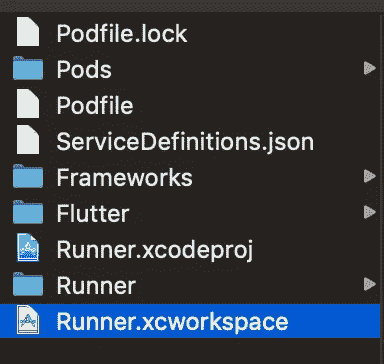 Podfile.lock
Pods
Podfile
ServiceDefinitions.json
Frameworks
Flutter
Runner.xcodeproj
Runner
Runner.xcworkspace